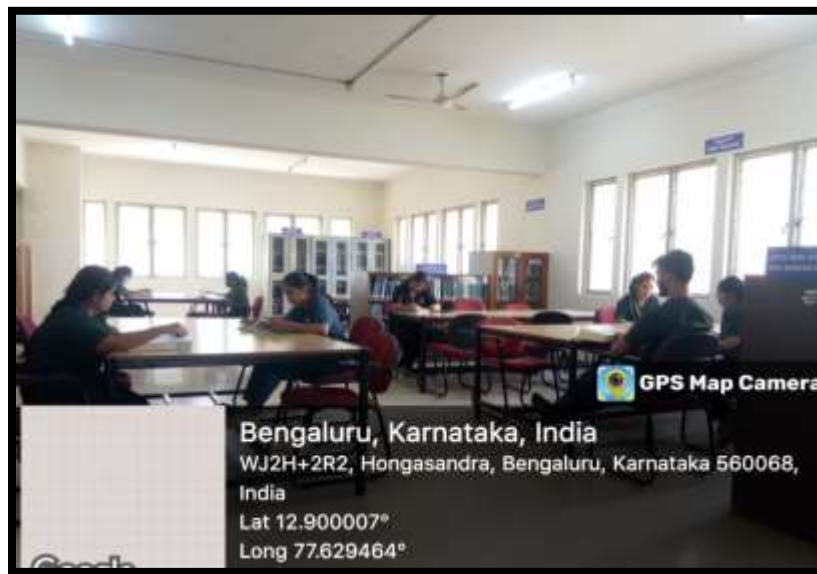 GPS Map Camera
Bengaluru, Karnataka, India
WJ2H+2R2, Hongasandra, Bengaluru, Karnataka 560068,
India
Lat 12.900007°
Long 77.629464°
Google